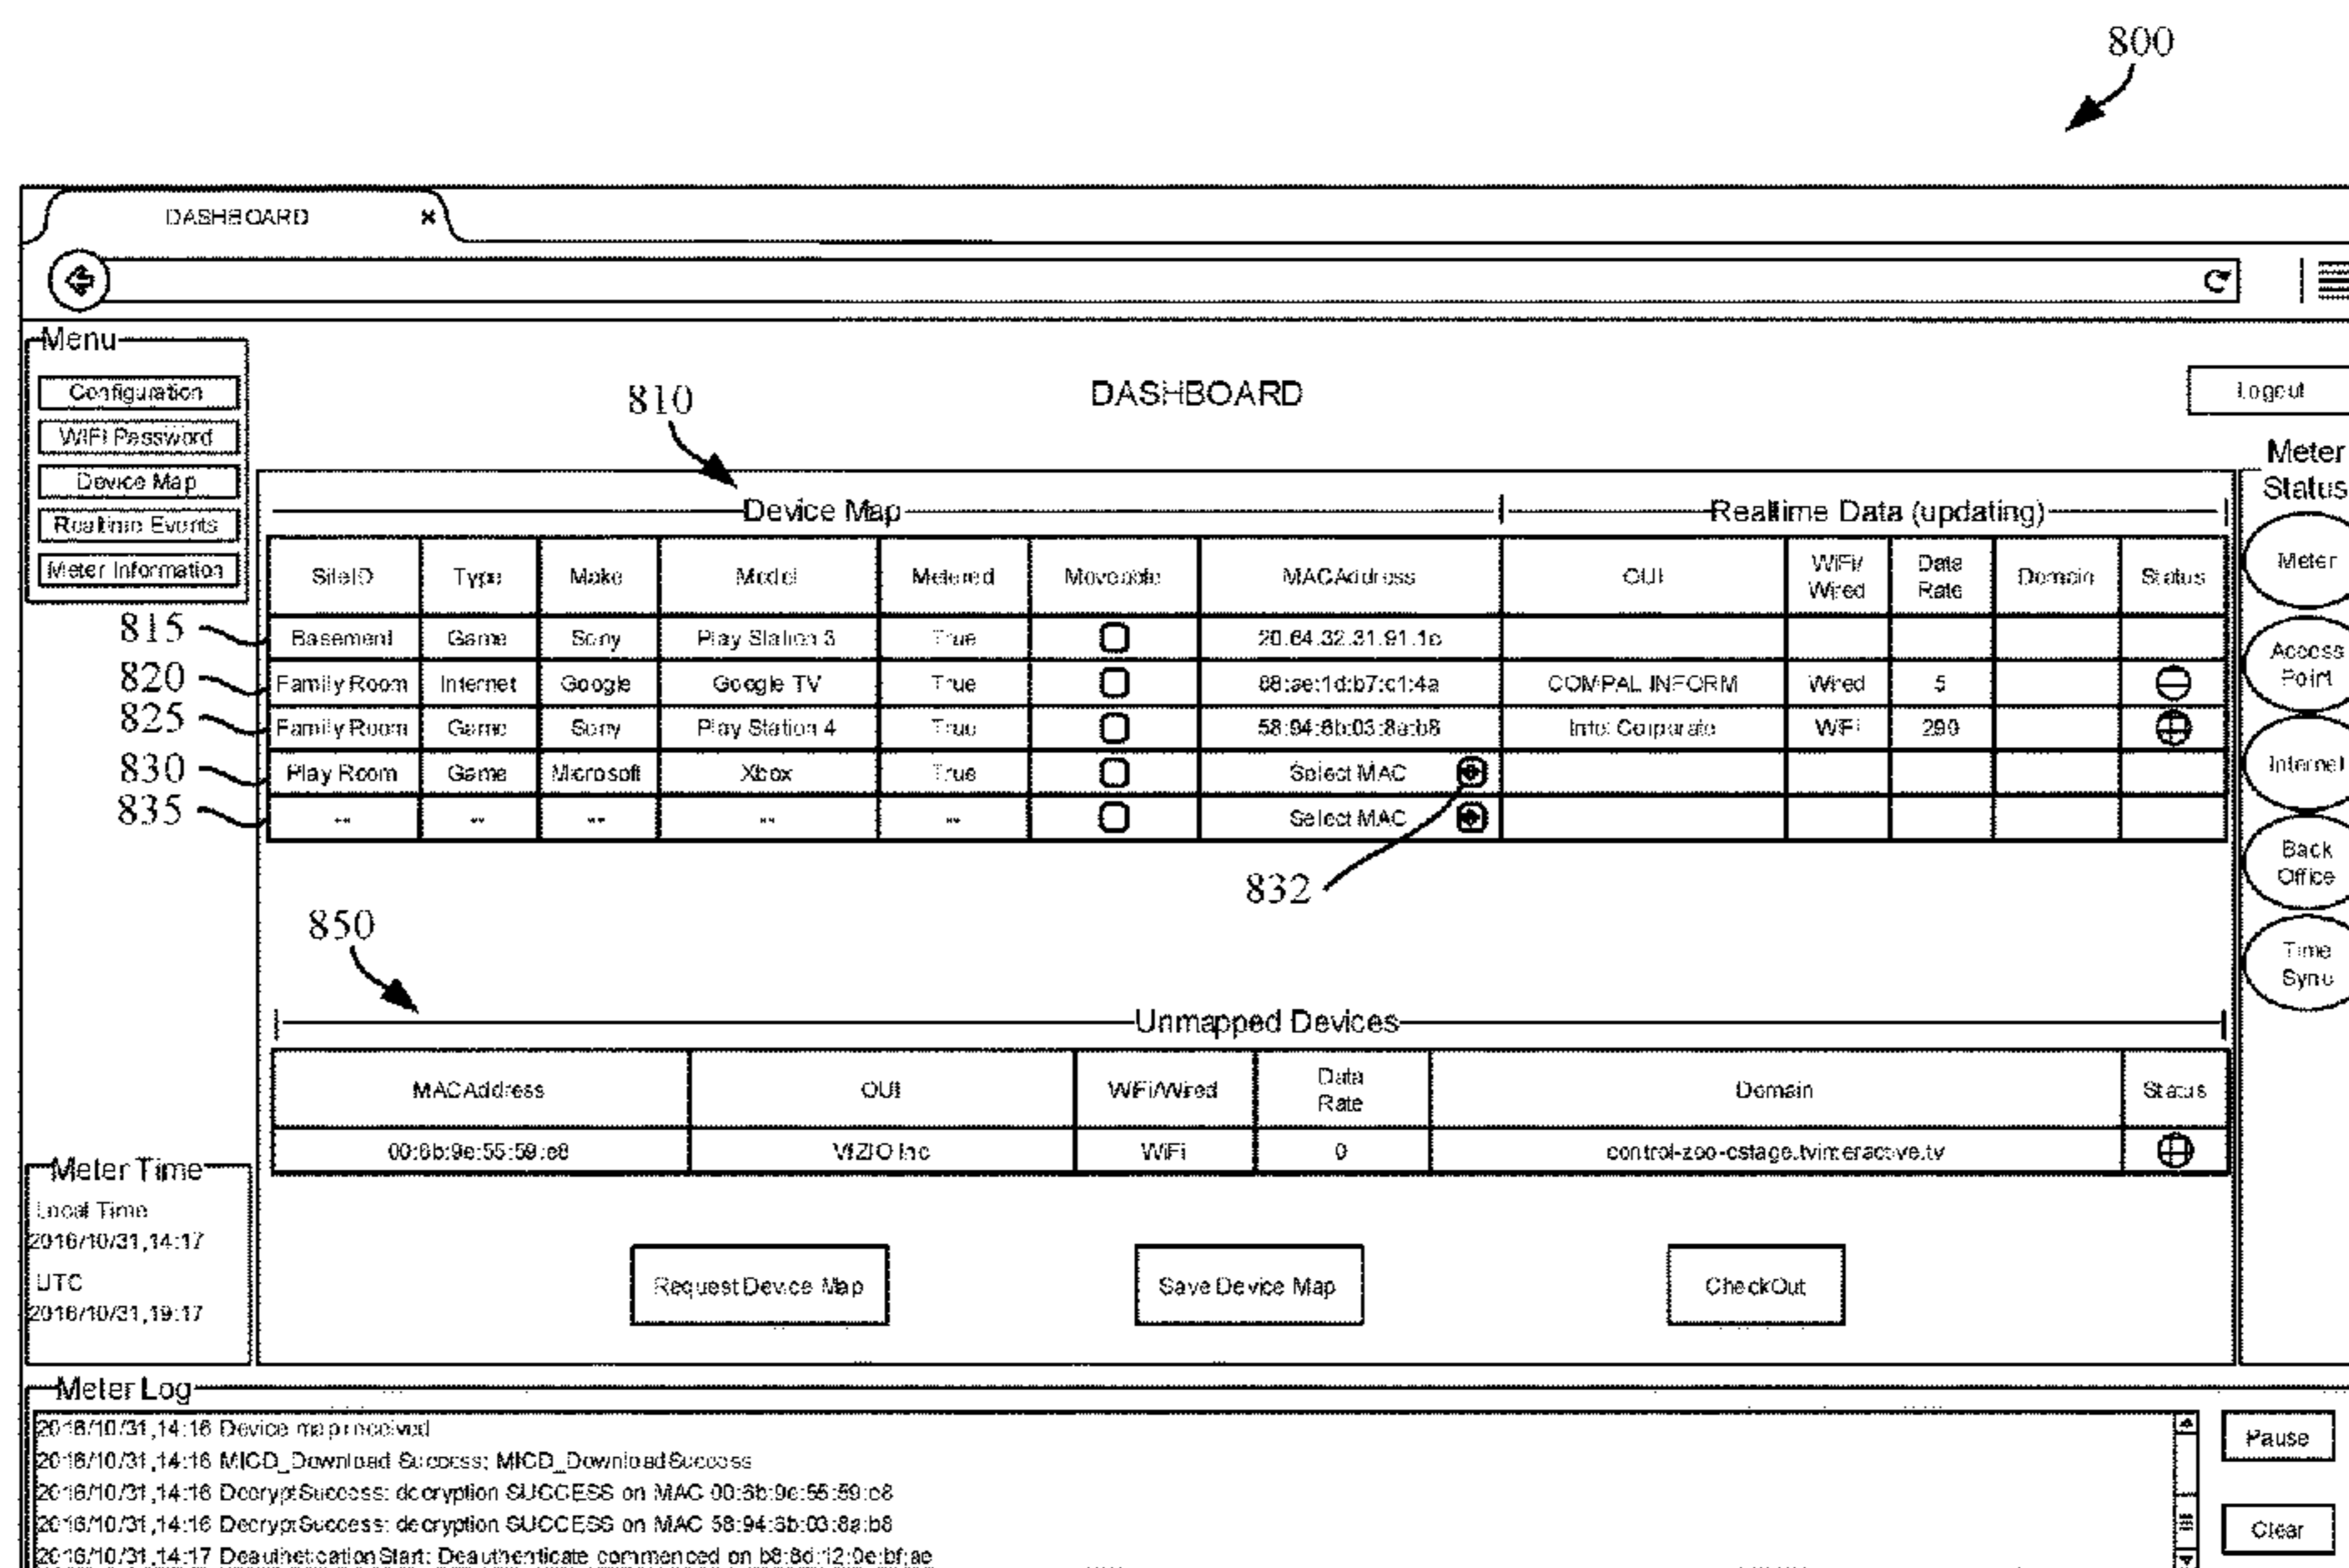 800
DASHBOARD
Menu
Configuration
WIFI Password
Device Map
Realtime Events
Meter Information
810
DASHBOARD
Logout
Device Map
Realtime Data (updating)
SiteID Type Make Model Metered Moveable MACAddress OUI WiFi/Wired Data Rate Domain Status
815 Basement Game Sony Play Station 3 True 20.64.32.31.91.1c
820 Family Room Internet Google Google TV True 88:ae:1d:b7:c1:4a COMPAL INFORM Wired 5
825 Family Room Game Sony Play Station 4 True 58:94:6b:03:8a:b8 Intel Corporate WiFi 299
830 Play Room Game Microsoft Xbox True Select MAC
835 -- -- -- -- -- Select MAC
832
Meter Status
Meter
Access Point
Internet
Back Office
Time Sync
850
Unmapped Devices
MACAddress OUI WiFi/Wired Data Rate Domain Status
00:6b:9e:55:59:e8 VIZIO Inc WiFi 0 control-zoo-cstage.tvinteractive.tv
Meter Time
Local Time
2016/10/31,14:17
UTC
2016/10/31,19:17
Request Device Map
Save Device Map
CheckOut
Meter Log
2016/10/31,14:16 Device map received
2016/10/31,14:16 MICD_Download Success; MICD_DownloadSuccess
2016/10/31,14:16 DecryptSuccess: decryption SUCCESS on MAC 00:6b:9e:55:59:e8
2016/10/31,14:16 DecryptSuccess: decryption SUCCESS on MAC 58:94:6b:03:8a:b8
2016/10/31,14:17 DeauthenticationStart: Deauthenticate commenced on b8:8d:12:0e:bf:ae
Pause
Clear